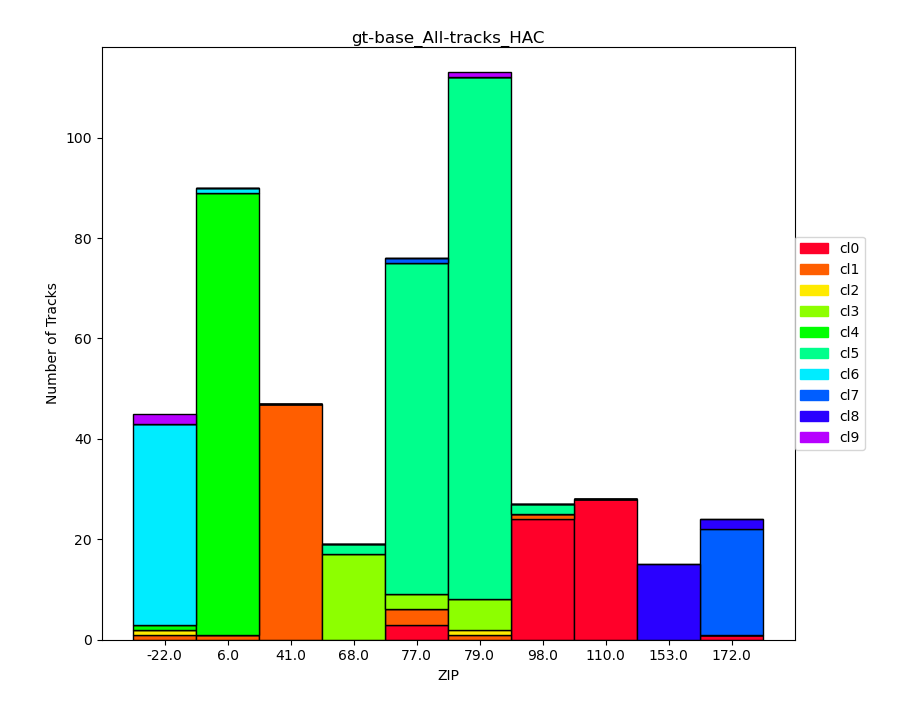 gt-base_All-tracks_HAC
Number of Tracks
100
80
60
40
20
0
-22.0 6.0 41.0 68.0 77.0 79.0 98.0 110.0 153.0 172.0
ZIP
cl0
cl1
cl2
cl3
cl4
cl5
cl6
cl7
cl8
cl9